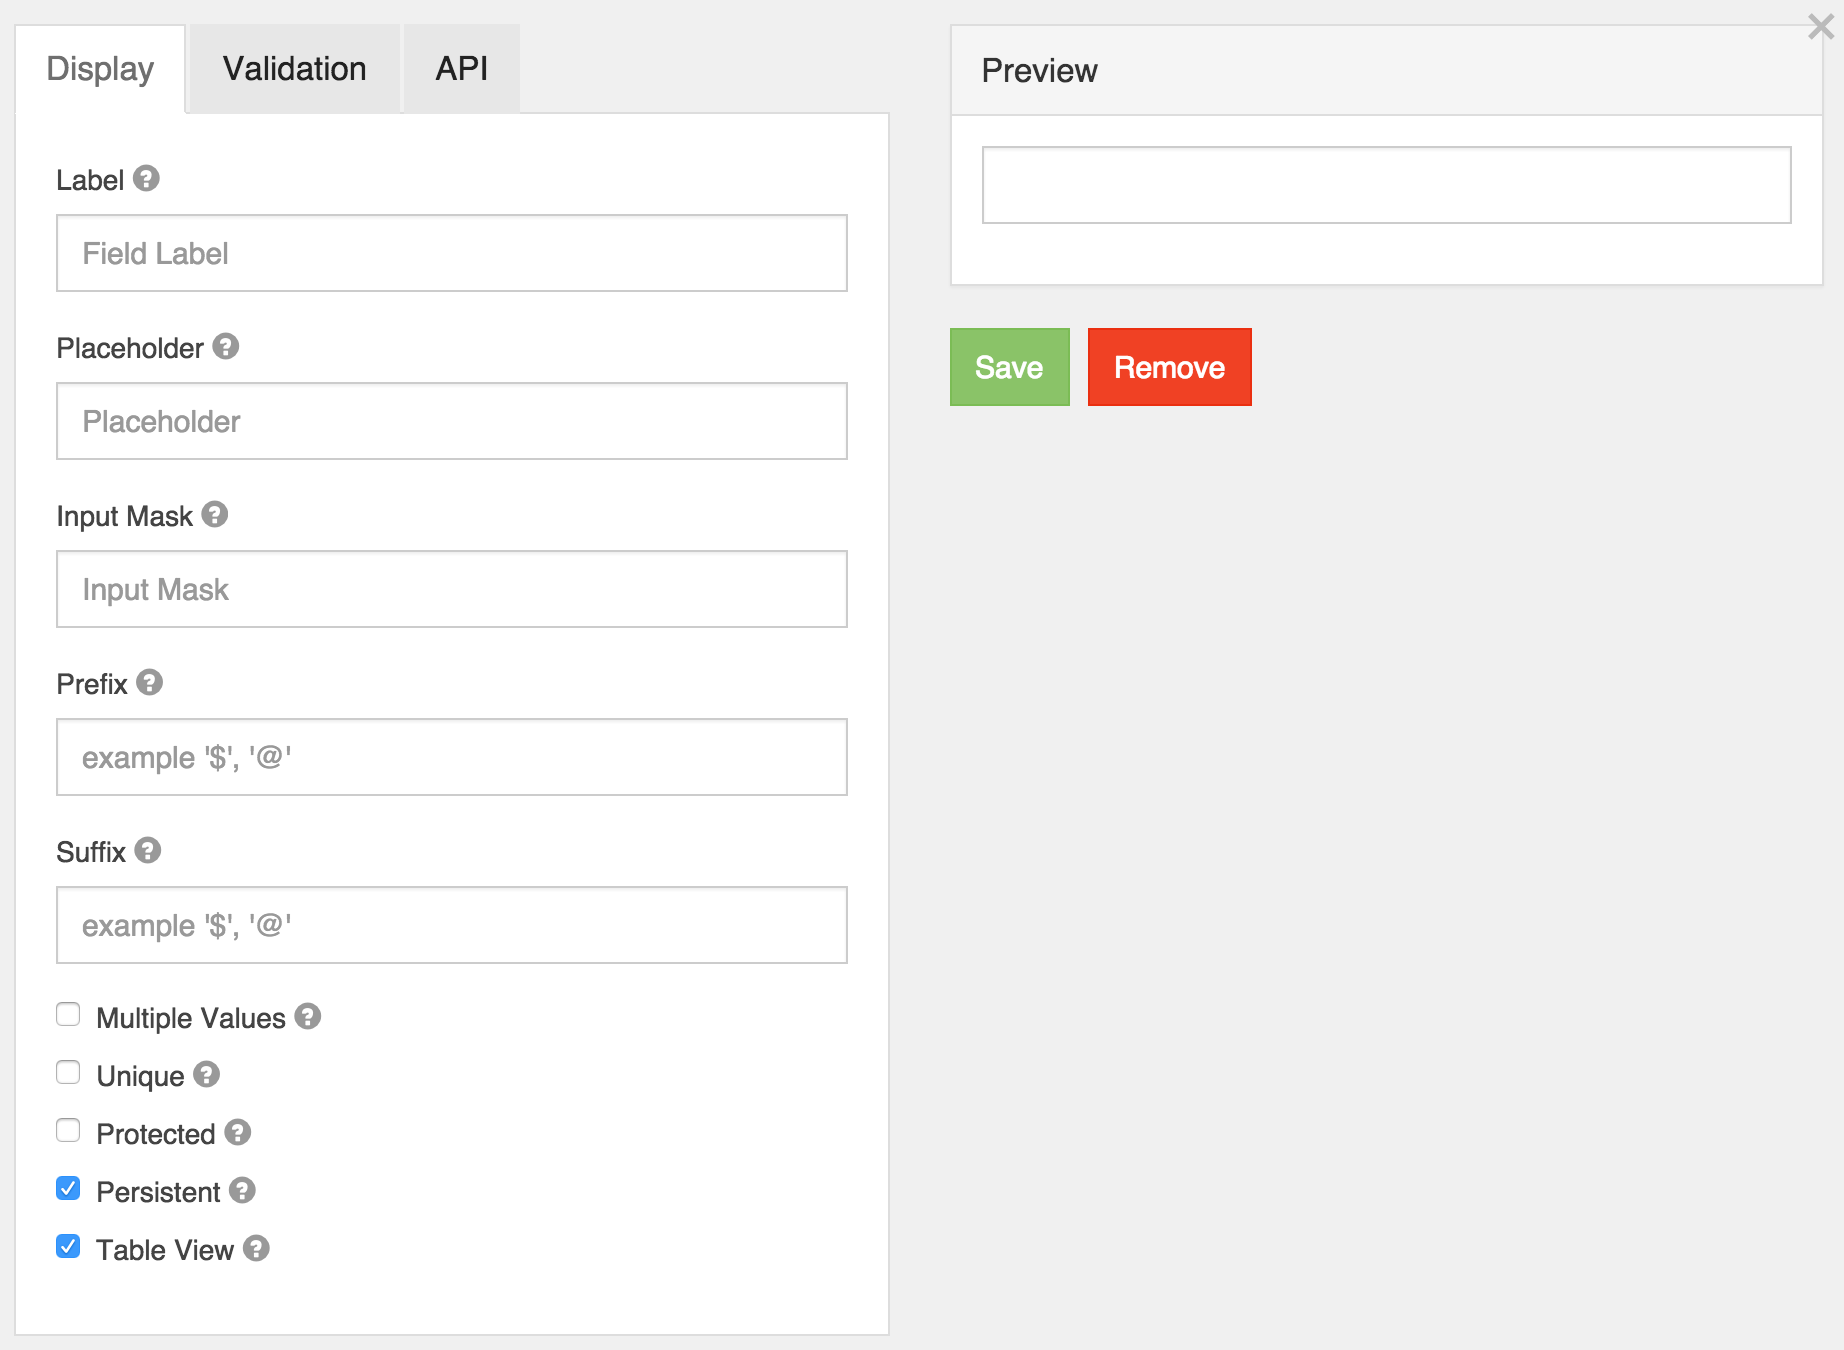 Display
Validation
API
Label
Field Label
Placeholder
Placeholder
Input Mask
Input Mask
Prefix
example '$', '@'
Suffix
example '$', '@'
Multiple Values
Unique
Protected
Persistent
Table View
Preview
Save
Remove